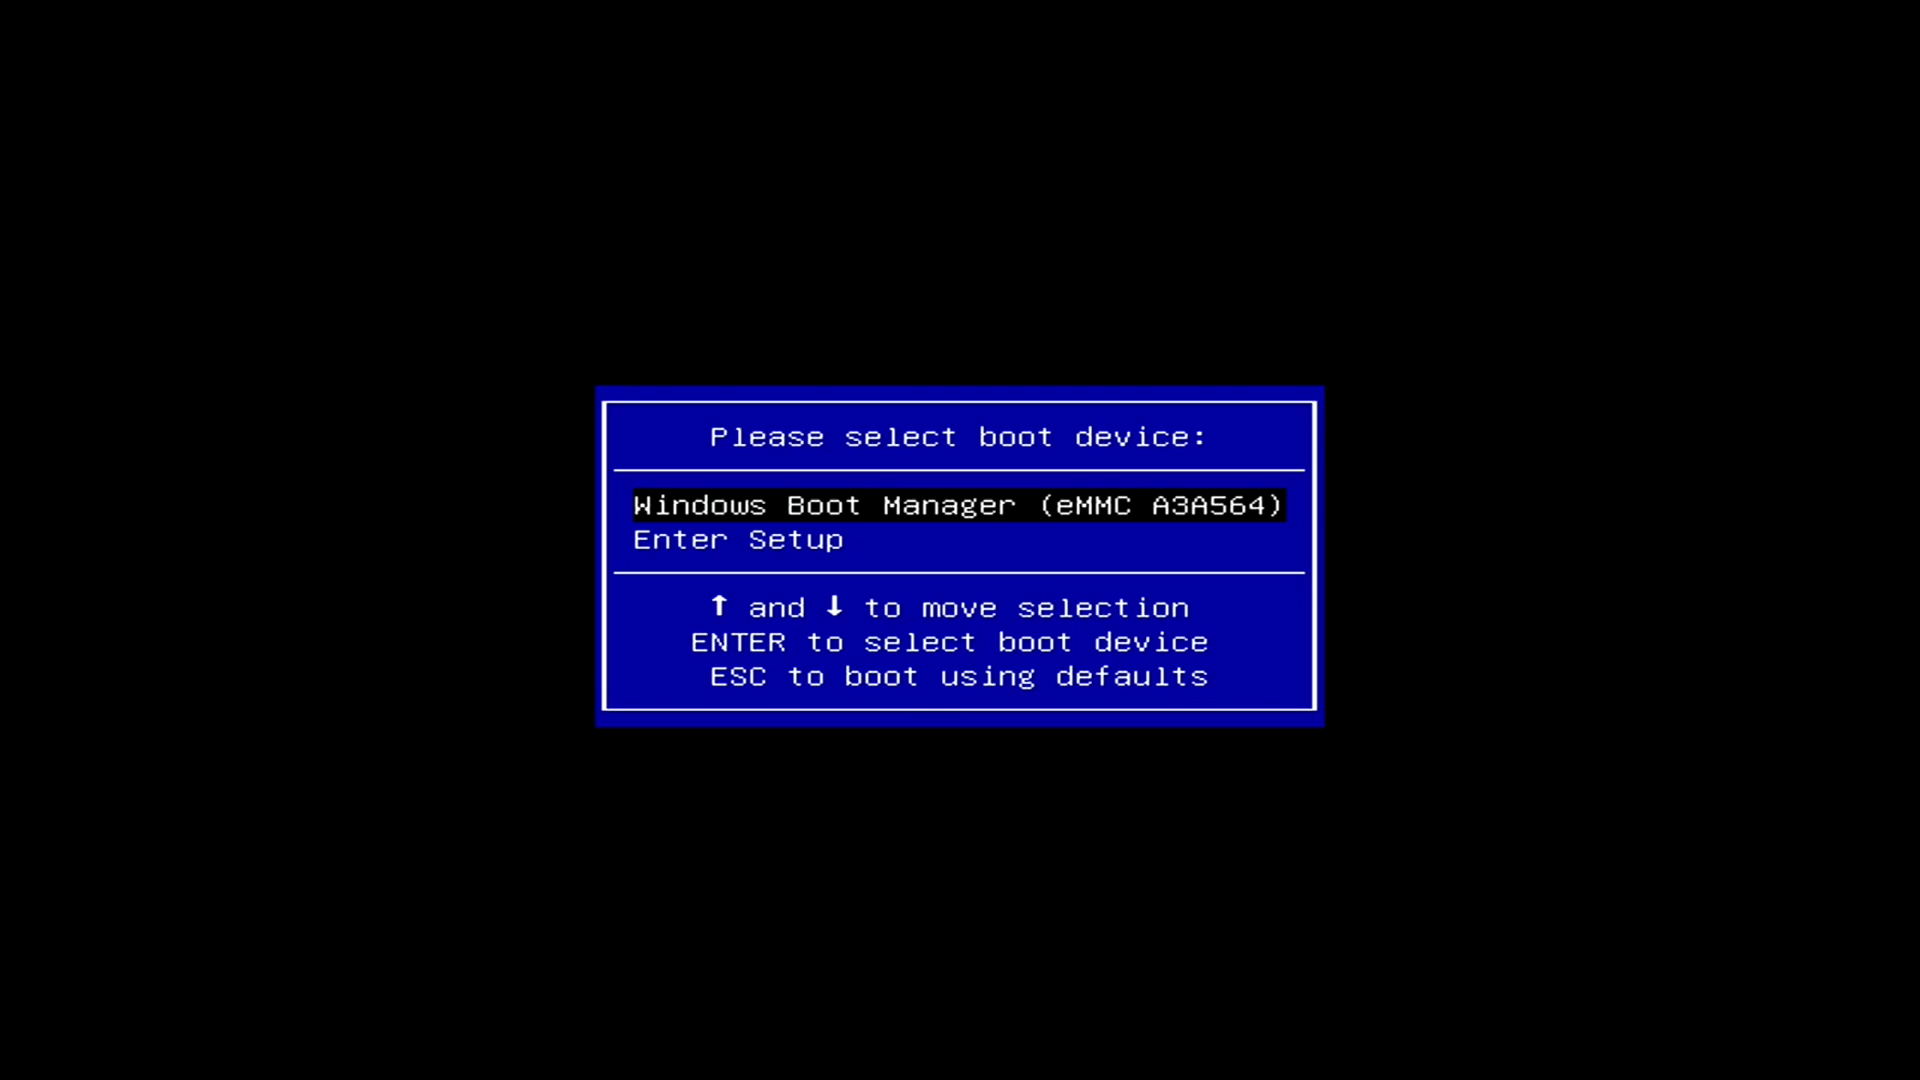 Please select boot device:
Windows Boot Manager (eMMC A3A564)
Enter Setup
↑ and ↓ to move selection
ENTER to select boot device
ESC to boot using defaults